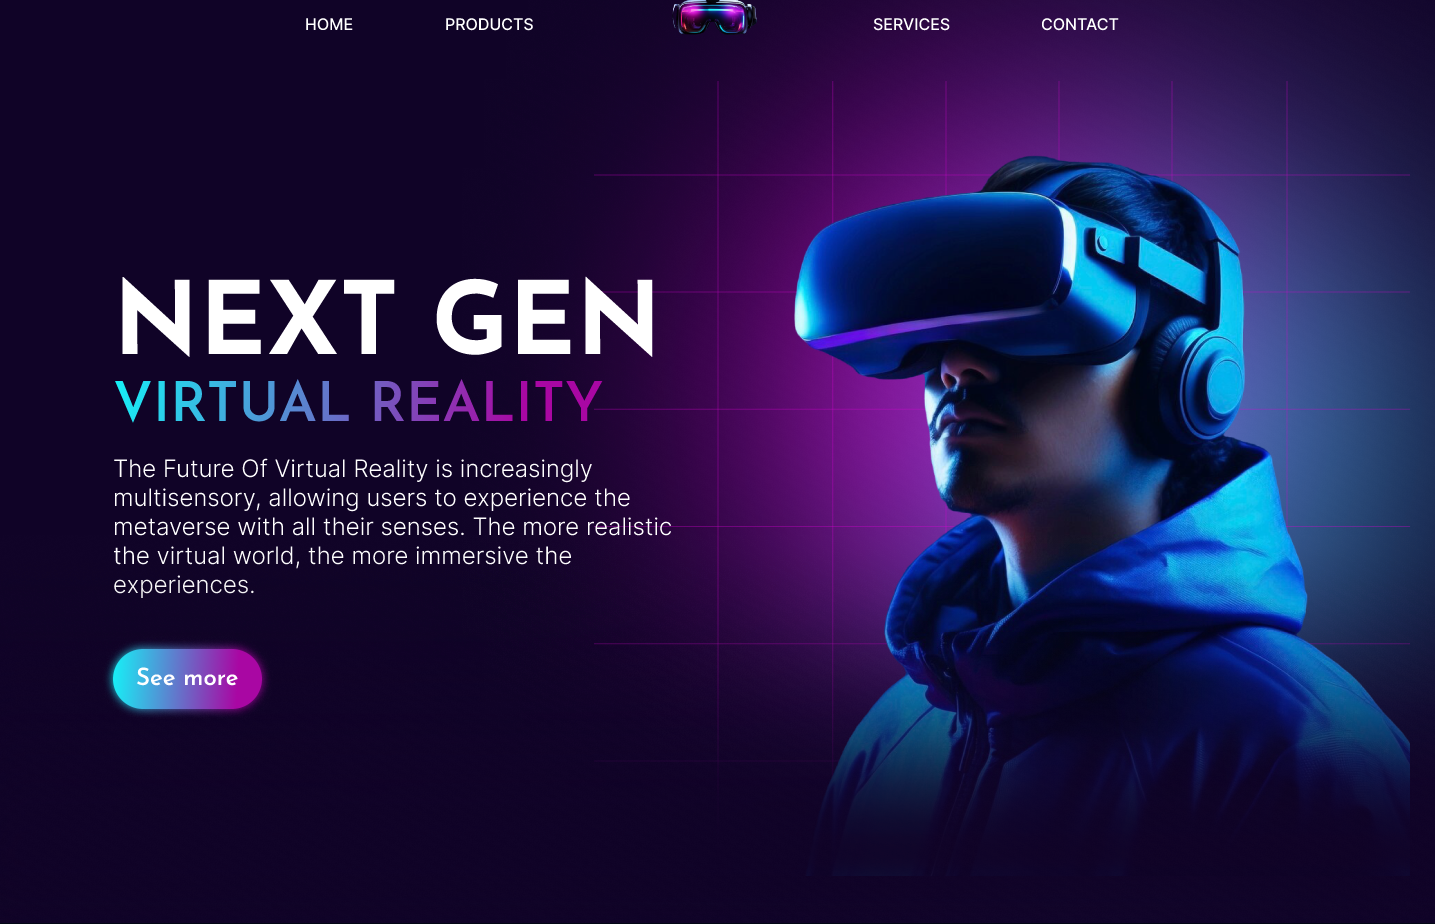 HOME PRODUCTS SERVICES CONTACT
NEXT GEN
VIRTUAL REALITY
The Future Of Virtual Reality is increasingly
multisensory, allowing users to experience the
metaverse with all their senses. The more realistic
the virtual world, the more immersive the
experiences.
See more